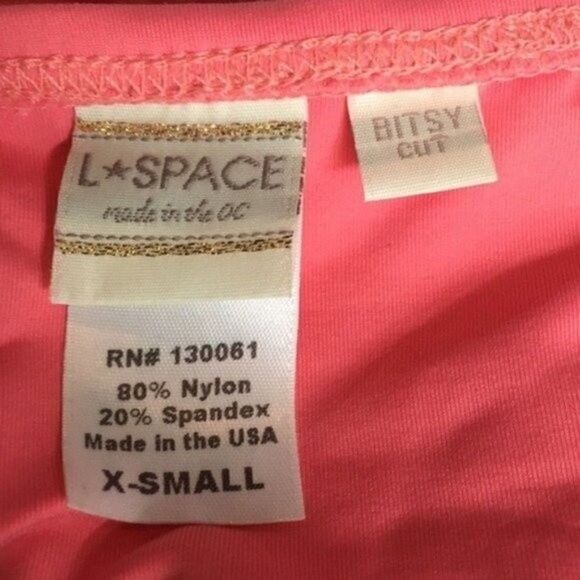 L★SPACE
made in the OC
BITSY
CUT
RN# 130061
80% Nylon
20% Spandex
Made in the USA
X-SMALL